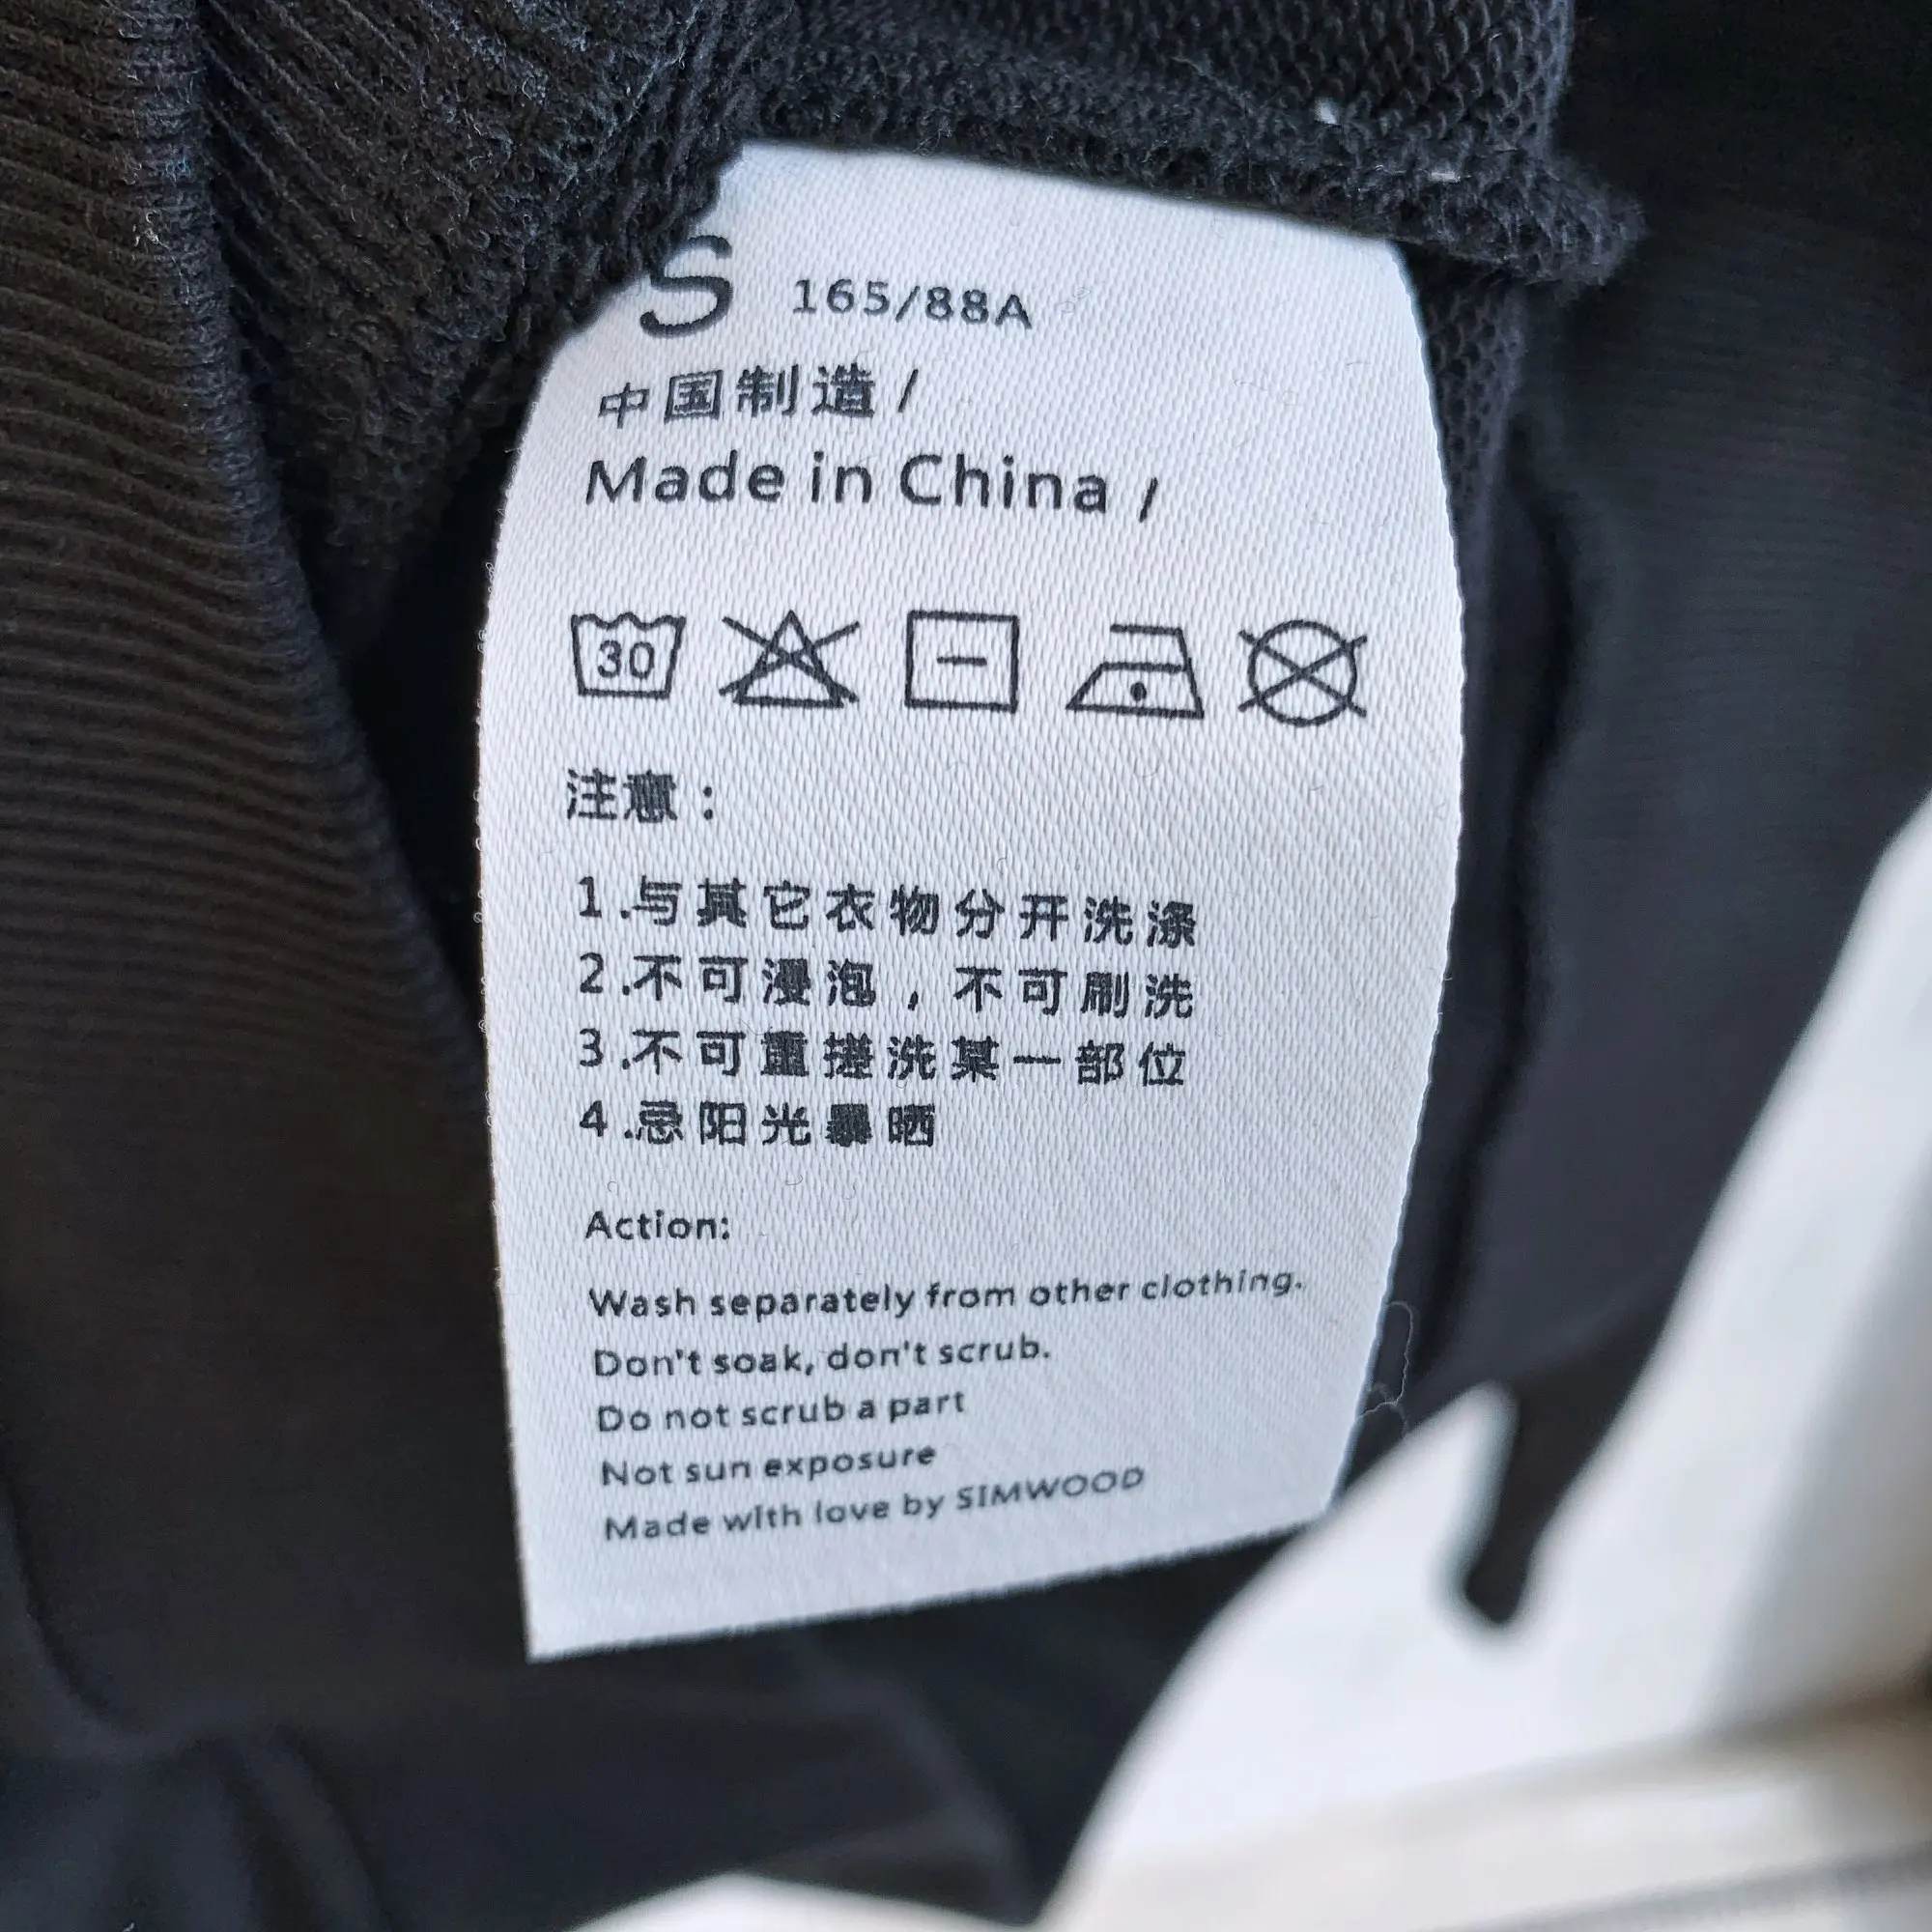 S 165/88A
中国制造/
Made in China /
30
注意：
1.与其它衣物分开洗涤
2.不可浸泡，不可刷洗
3.不可重搓洗某一部位
4.忌阳光暴晒
Action:
Wash separately from other clothing.
Don't soak, don't scrub.
Do not scrub a part
Not sun exposure
Made with love by SIMWOOD